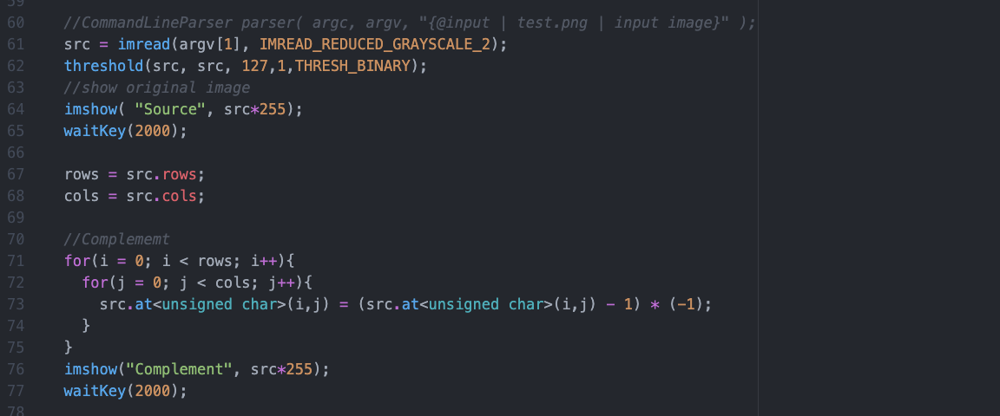 59
60 //CommandLineParser parser( argc, argv, "{@input | test.png | input image}" );
61 src = imread(argv[1], IMREAD_REDUCED_GRAYSCALE_2);
62 threshold(src, src, 127,1,THRESH_BINARY);
63 //show original image
64 imshow( "Source", src*255);
65 waitKey(2000);
66
67 rows = src.rows;
68 cols = src.cols;
69
70 //Complememt
71 for(i = 0; i < rows; i++){
72 for(j = 0; j < cols; j++){
73 src.at<unsigned char>(i,j) = (src.at<unsigned char>(i,j) - 1) * (-1);
74 }
75 }
76 imshow("Complement", src*255);
77 waitKey(2000);
78